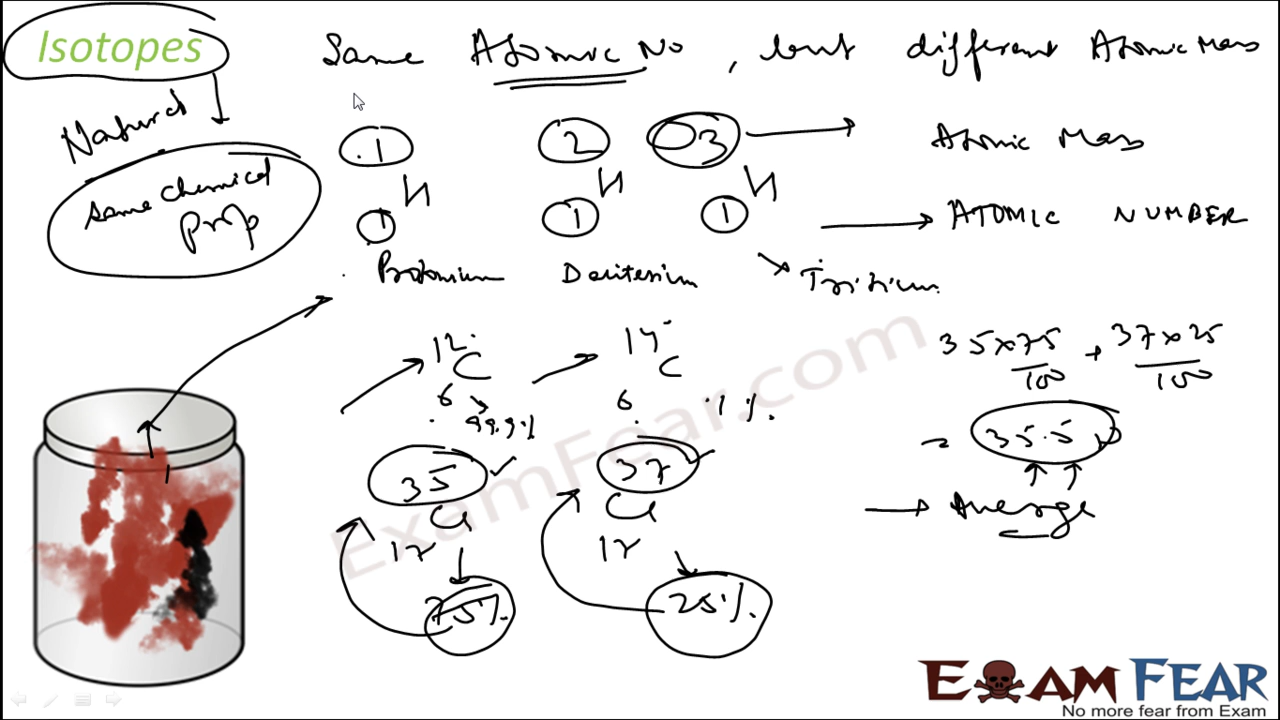 Isotopes
Same Atomic No, but different Atomic Mass
Natural
Same chemical
Prop
1 2 3 → Atomic Mass
H H H
1 1 1 → ATOMIC NUMBER
Protonium Deuterium Tritium
12 C 6 99.9%
14 C 6 .1%
35 Cl 17 75%
37 Cl 17 25%
35×75/100 + 37×25/100
= 35.5
→ Average
ExamFear.com
EXAM FEAR
No more fear from Exam